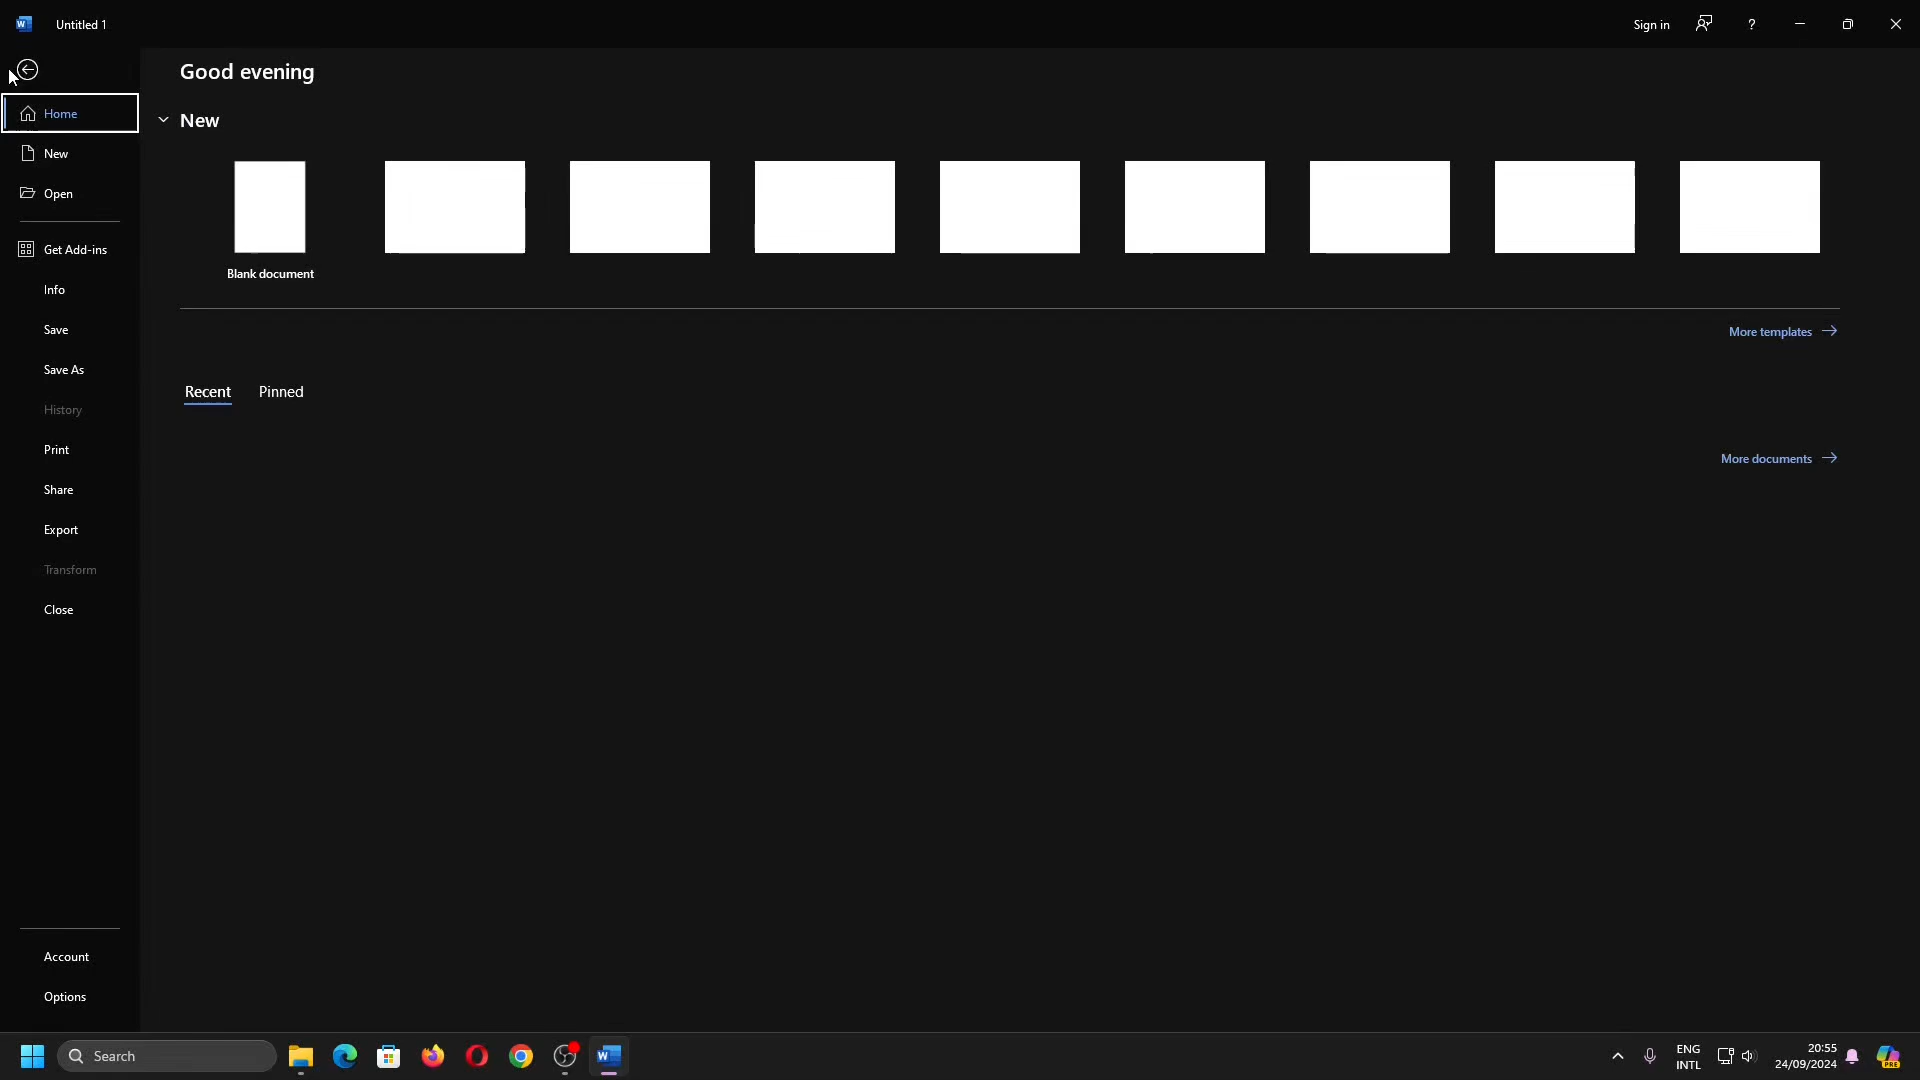 Untitled 1
Sign in
?
Good evening
Home
New
New
Open
Blank document
Get Add-ins
Info
Save
More templates
Save As
Recent
Pinned
History
Print
More documents
Share
Export
Transform
Close
Account
Options
Search
ENG
INTL
20:55
24/09/2024
PRE